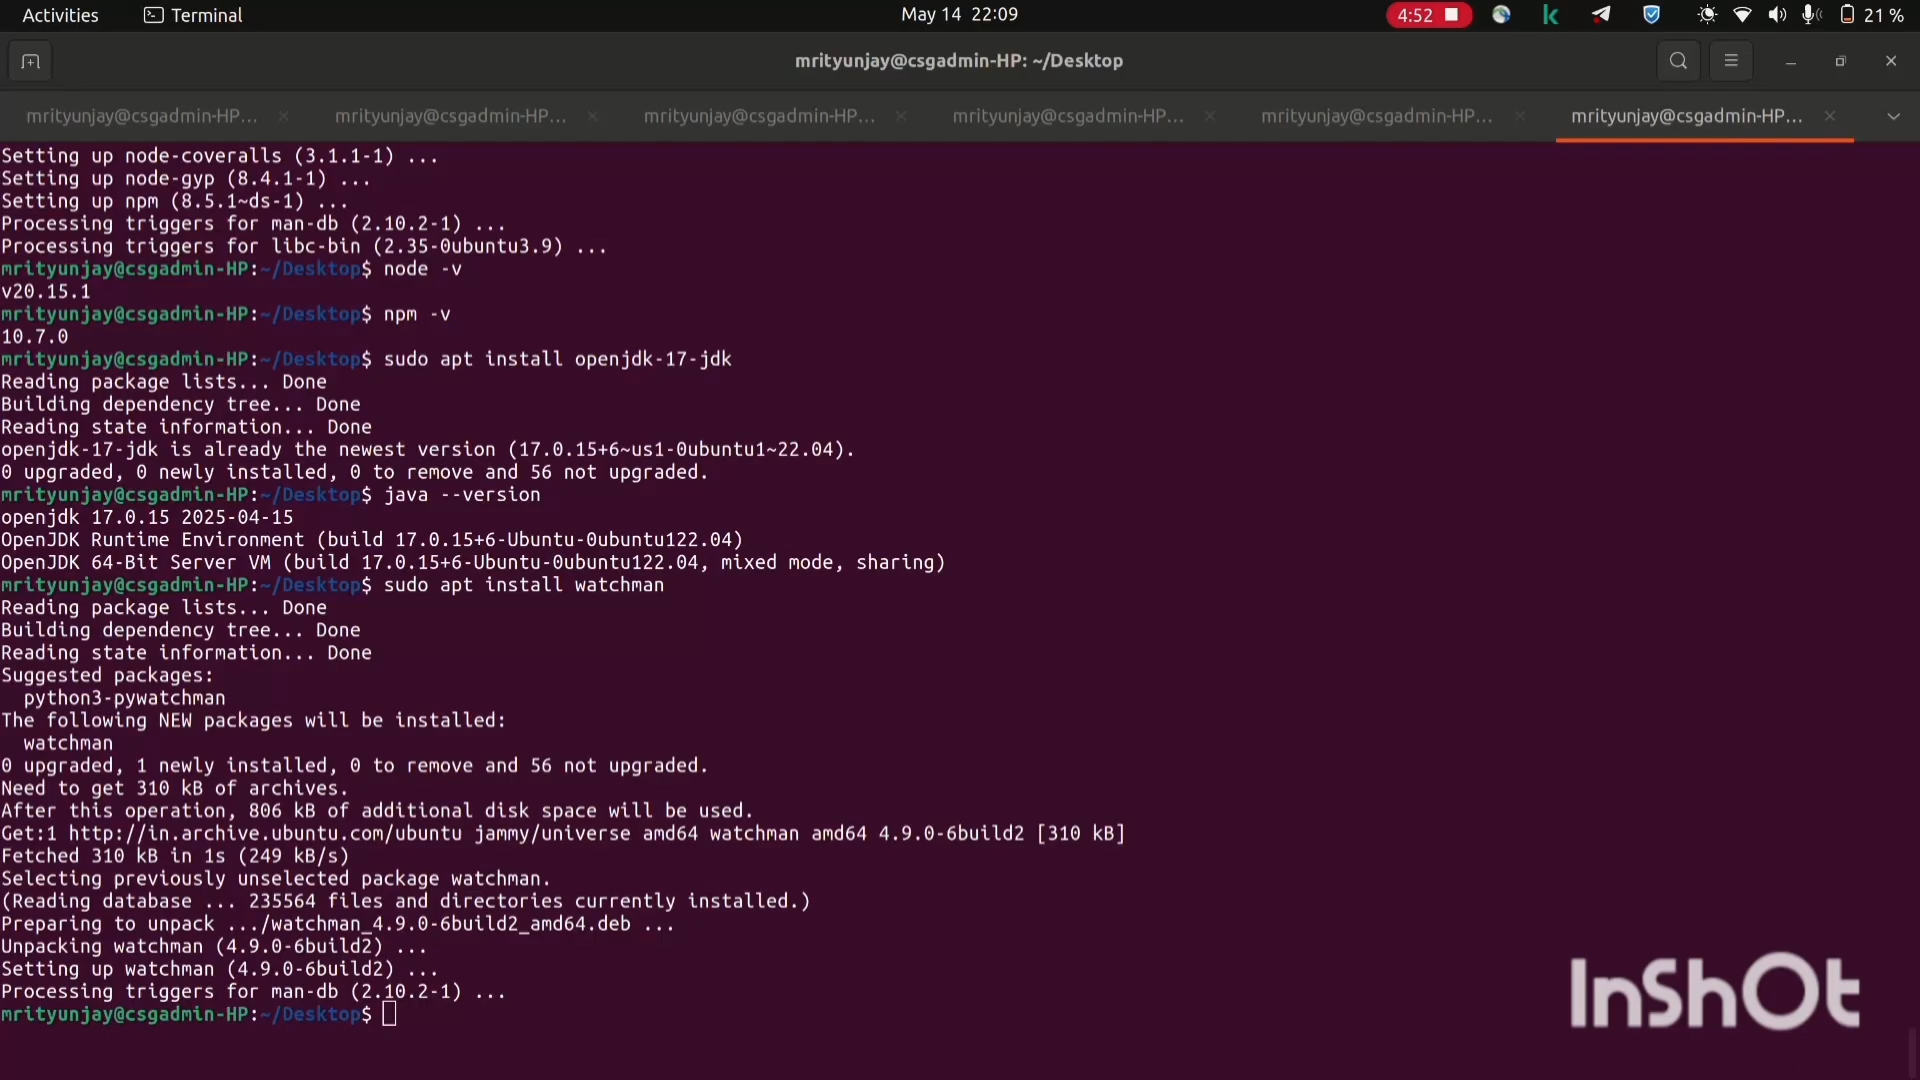 Activities Terminal May 14 22:09 4:52 21 %
mrityunjay@csgadmin-HP: ~/Desktop
mrityunjay@csgadmin-HP... mrityunjay@csgadmin-HP... mrityunjay@csgadmin-HP... mrityunjay@csgadmin-HP... mrityunjay@csgadmin-HP... mrityunjay@csgadmin-HP...
Setting up node-coveralls (3.1.1-1) ...
Setting up node-gyp (8.4.1-1) ...
Setting up npm (8.5.1~ds-1) ...
Processing triggers for man-db (2.10.2-1) ...
Processing triggers for libc-bin (2.35-0ubuntu3.9) ...
mrityunjay@csgadmin-HP:~/Desktop$ node -v
v20.15.1
mrityunjay@csgadmin-HP:~/Desktop$ npm -v
10.7.0
mrityunjay@csgadmin-HP:~/Desktop$ sudo apt install openjdk-17-jdk
Reading package lists... Done
Building dependency tree... Done
Reading state information... Done
openjdk-17-jdk is already the newest version (17.0.15+6~us1-0ubuntu1~22.04).
0 upgraded, 0 newly installed, 0 to remove and 56 not upgraded.
mrityunjay@csgadmin-HP:~/Desktop$ java --version
openjdk 17.0.15 2025-04-15
OpenJDK Runtime Environment (build 17.0.15+6-Ubuntu-0ubuntu122.04)
OpenJDK 64-Bit Server VM (build 17.0.15+6-Ubuntu-0ubuntu122.04, mixed mode, sharing)
mrityunjay@csgadmin-HP:~/Desktop$ sudo apt install watchman
Reading package lists... Done
Building dependency tree... Done
Reading state information... Done
Suggested packages:
  python3-pywatchman
The following NEW packages will be installed:
  watchman
0 upgraded, 1 newly installed, 0 to remove and 56 not upgraded.
Need to get 310 kB of archives.
After this operation, 806 kB of additional disk space will be used.
Get:1 http://in.archive.ubuntu.com/ubuntu jammy/universe amd64 watchman amd64 4.9.0-6build2 [310 kB]
Fetched 310 kB in 1s (249 kB/s)
Selecting previously unselected package watchman.
(Reading database ... 235564 files and directories currently installed.)
Preparing to unpack .../watchman_4.9.0-6build2_amd64.deb ...
Unpacking watchman (4.9.0-6build2) ...
Setting up watchman (4.9.0-6build2) ...
Processing triggers for man-db (2.10.2-1) ...
mrityunjay@csgadmin-HP:~/Desktop$
InShOt